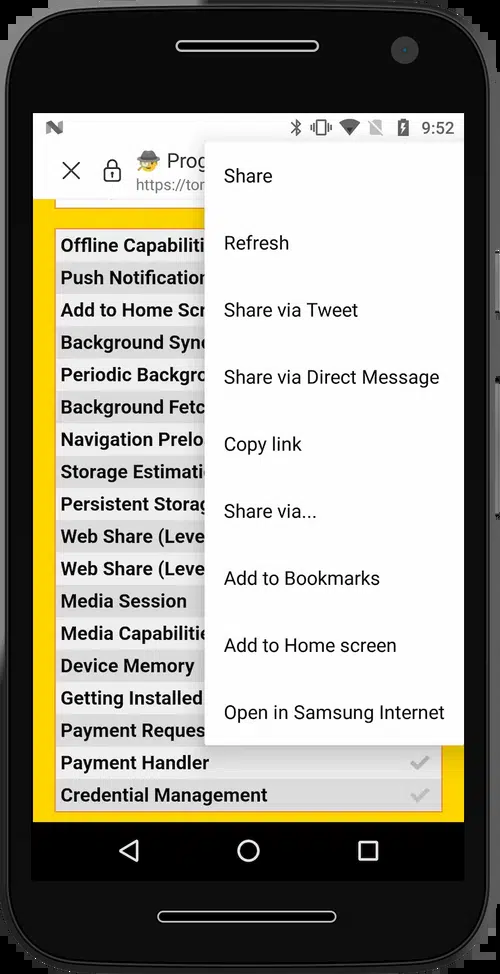 9:52
Prog
https://tor
Share
Refresh
Share via Tweet
Share via Direct Message
Copy link
Share via...
Add to Bookmarks
Add to Home screen
Open in Samsung Internet
Offline Capabiliti
Push Notification
Add to Home Scr
Background Sync
Periodic Backgro
Background Fetc
Navigation Prelo
Storage Estimati
Persistent Storag
Web Share (Leve
Web Share (Leve
Media Session
Media Capabilitie
Device Memory
Getting Installed
Payment Reques
Payment Handler
Credential Management